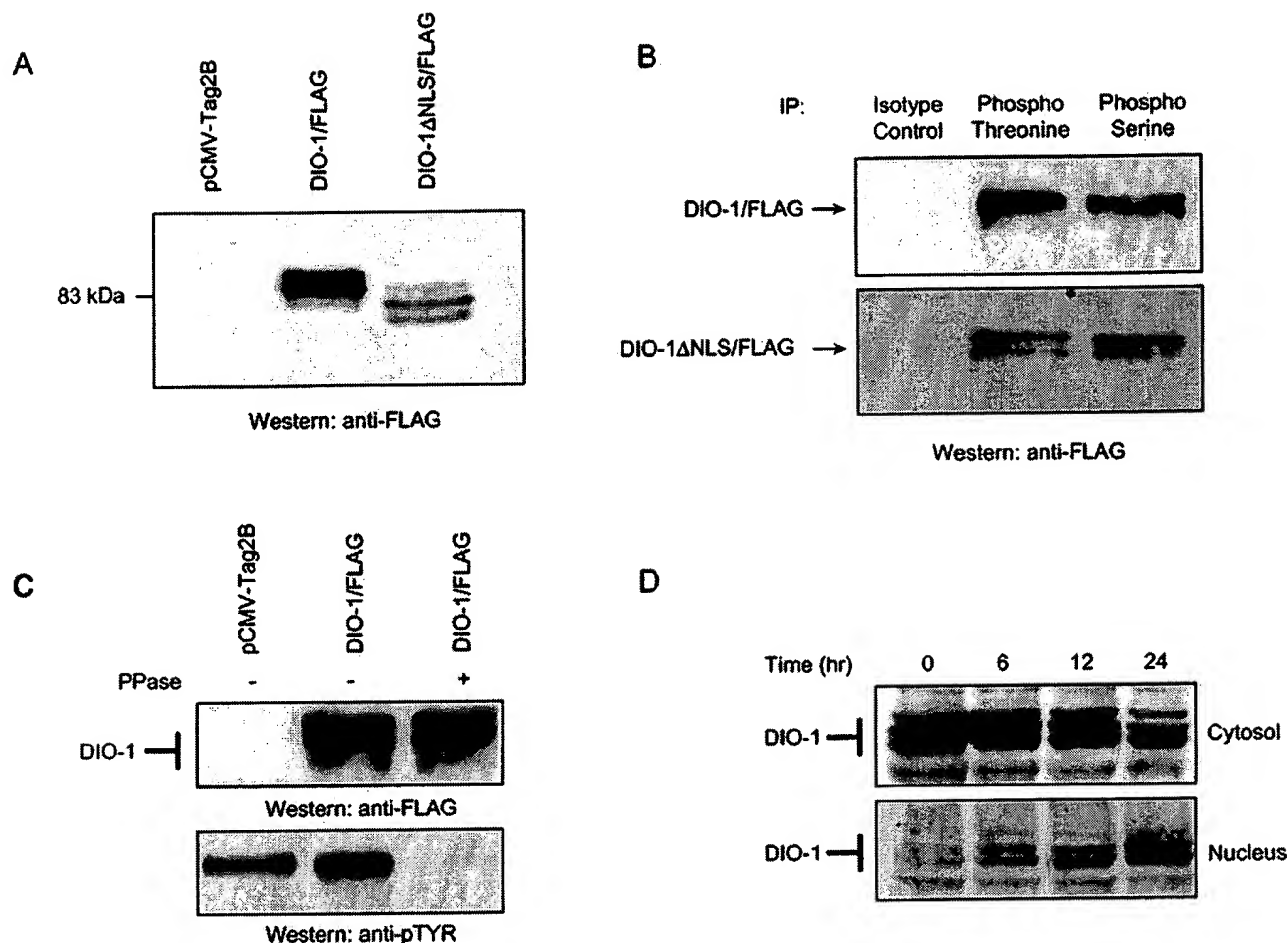 A
pCMV-Tag2B
DIO-1/FLAG
DIO-1ΔNLS/FLAG
83 kDa
Western: anti-FLAG
B
IP:
Isotype Control
Phospho Threonine
Phospho Serine
DIO-1/FLAG
DIO-1ΔNLS/FLAG
Western: anti-FLAG
C
pCMV-Tag2B
DIO-1/FLAG
DIO-1/FLAG
PPase - - +
DIO-1
Western: anti-FLAG
Western: anti-pTYR
D
Time (hr) 0 6 12 24
DIO-1
Cytosol
DIO-1
Nucleus